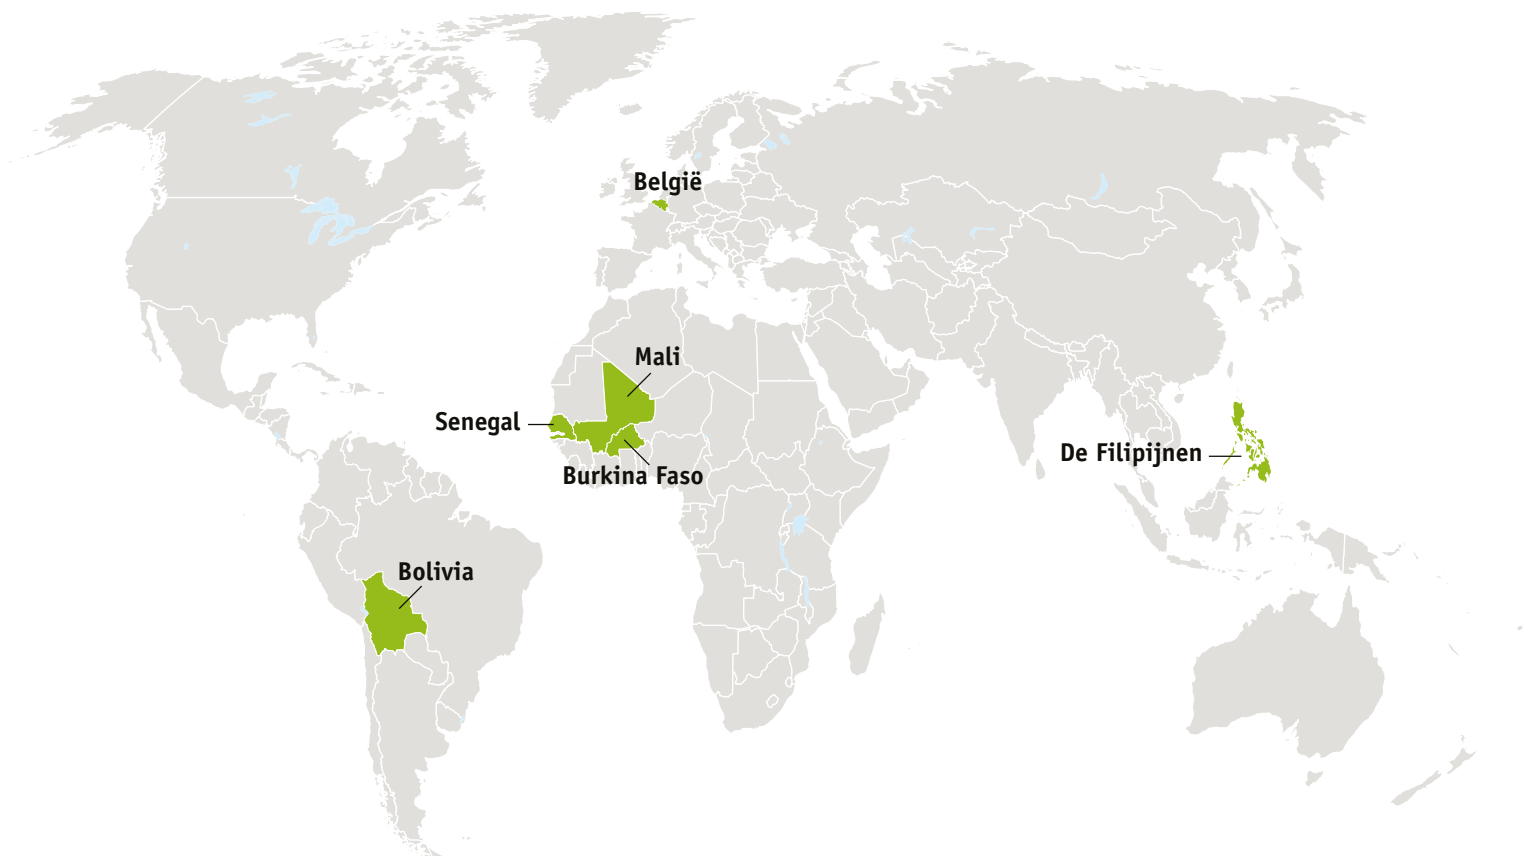 België
Mali
Senegal
De Filipijnen
Burkina Faso
Bolivia